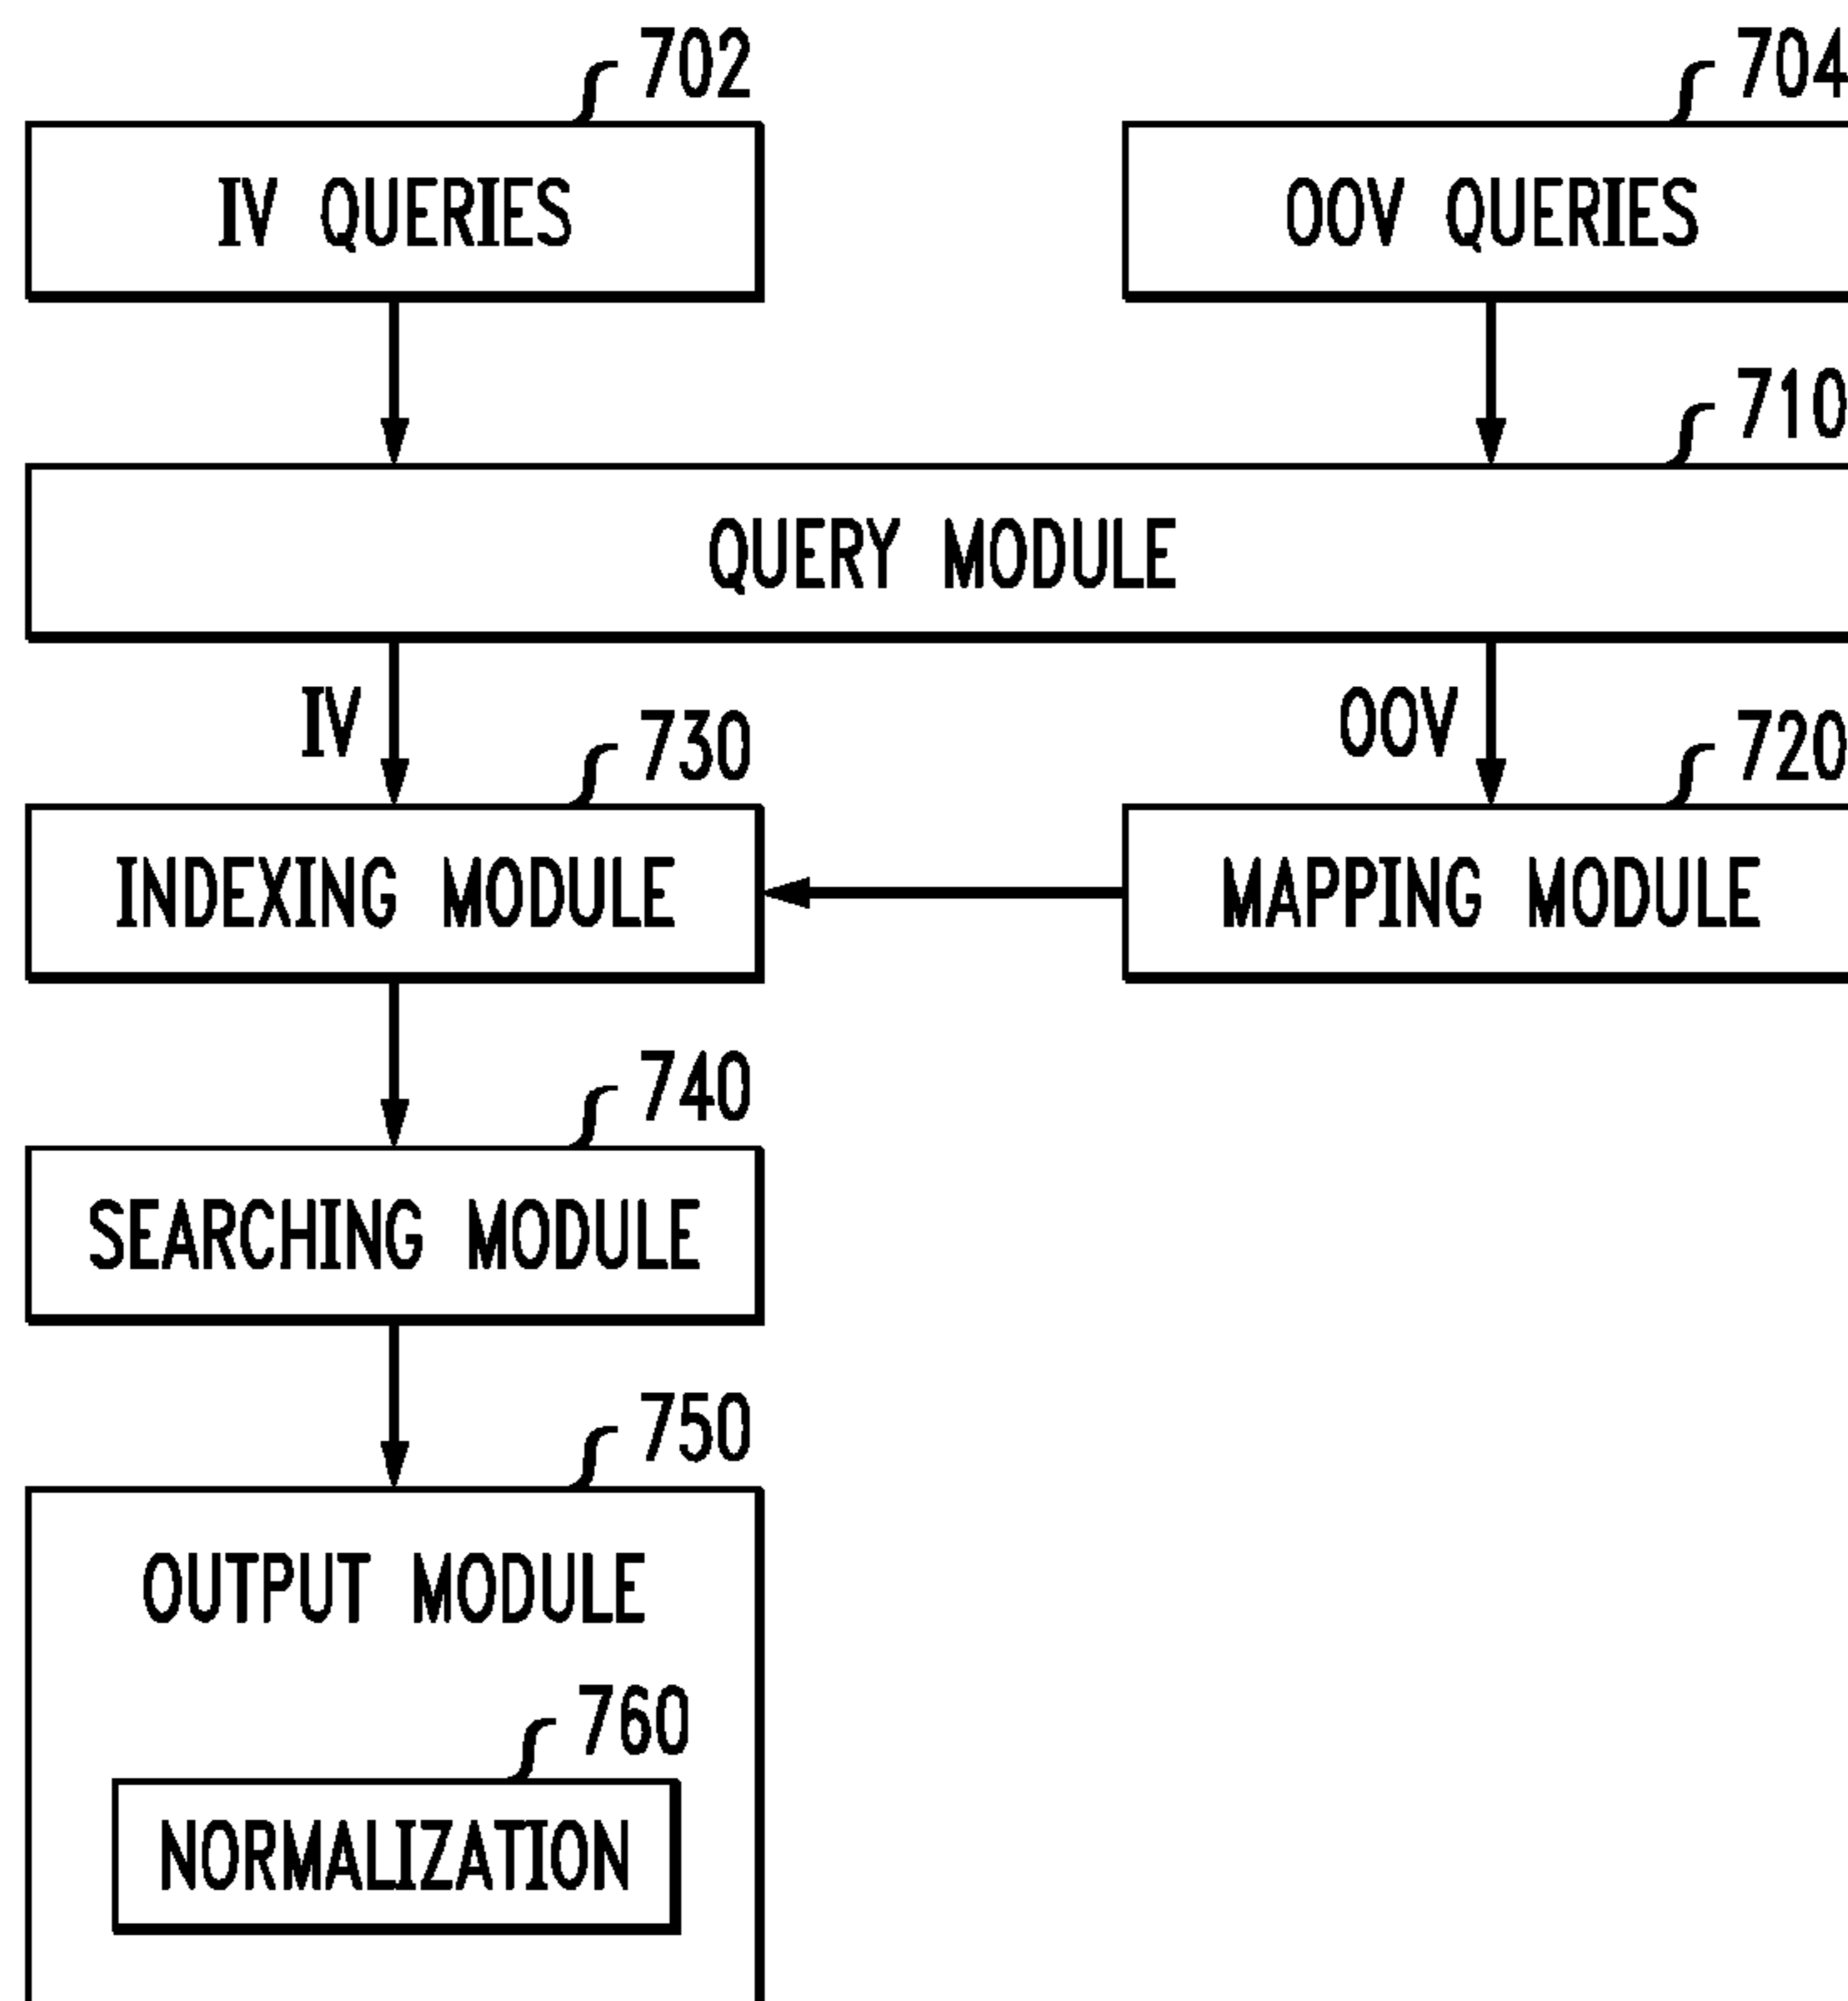 702
704
IV QUERIES
OOV QUERIES
710
QUERY MODULE
IV
OOV
730
720
INDEXING MODULE
MAPPING MODULE
740
SEARCHING MODULE
750
OUTPUT MODULE
760
NORMALIZATION